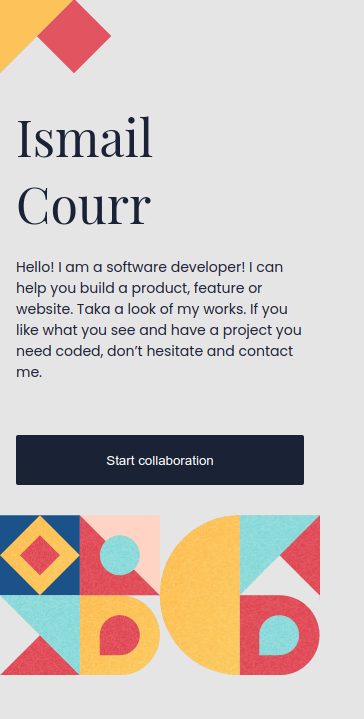 Ismail
Courr
Hello! I am a software developer! I can
help you build a product, feature or
website. Taka a look of my works. If you
like what you see and have a project you
need coded, don’t hesitate and contact
me.
Start collaboration